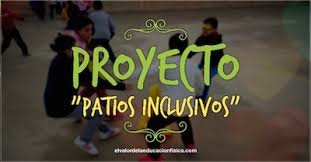 PROYECTO
"PATIOS INCLUSIVOS"
elvalordelaeducacionfisica.com